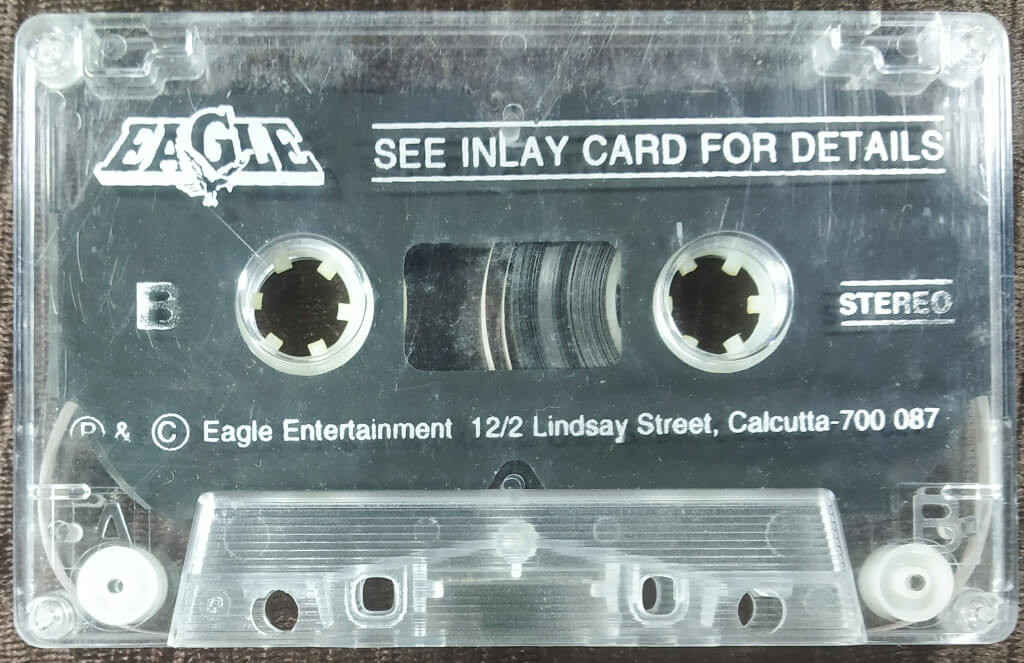 EAGLE
SEE INLAY CARD FOR DETAILS
B
STEREO
Ⓟ & © Eagle Entertainment 12/2 Lindsay Street, Calcutta-700 087
A
B